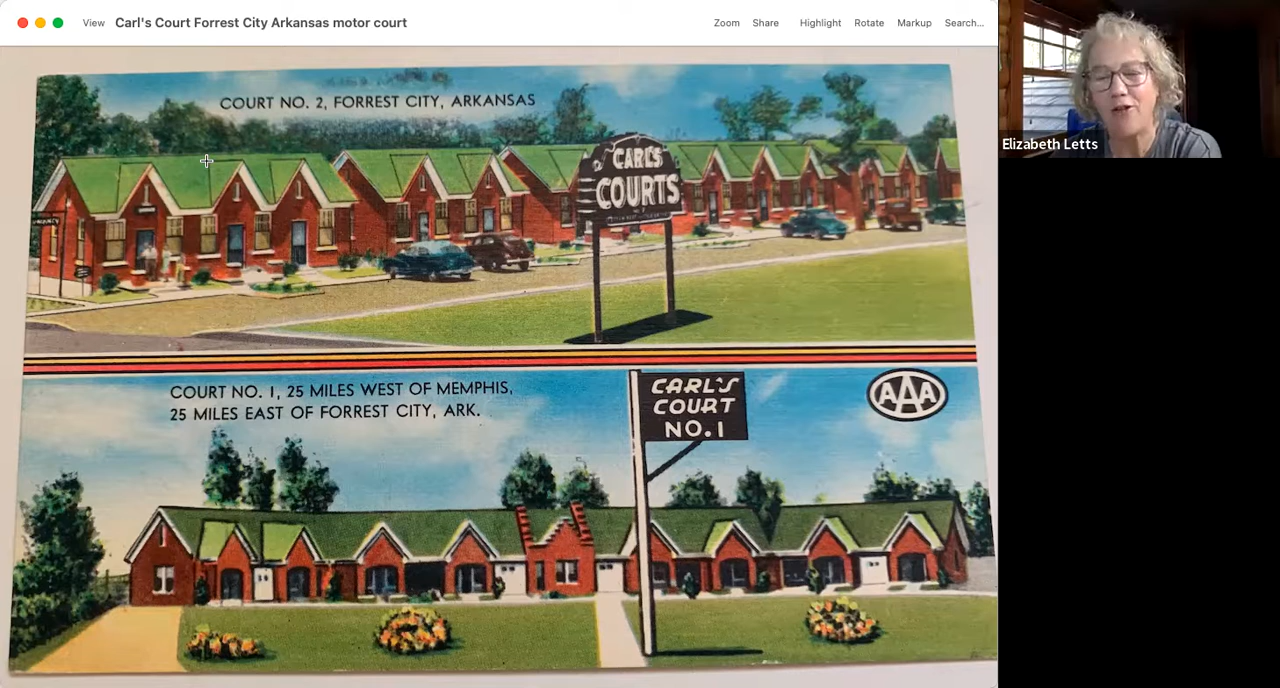 View Carl's Court Forrest City Arkansas motor court Zoom Share Highlight Rotate Markup Search...
COURT NO. 2, FORREST CITY, ARKANSAS
CARL'S
COURTS
COURT NO. 1, 25 MILES WEST OF MEMPHIS,
25 MILES EAST OF FORREST CITY, ARK.
CARL'S
COURT
NO.1
AAA
Elizabeth Letts